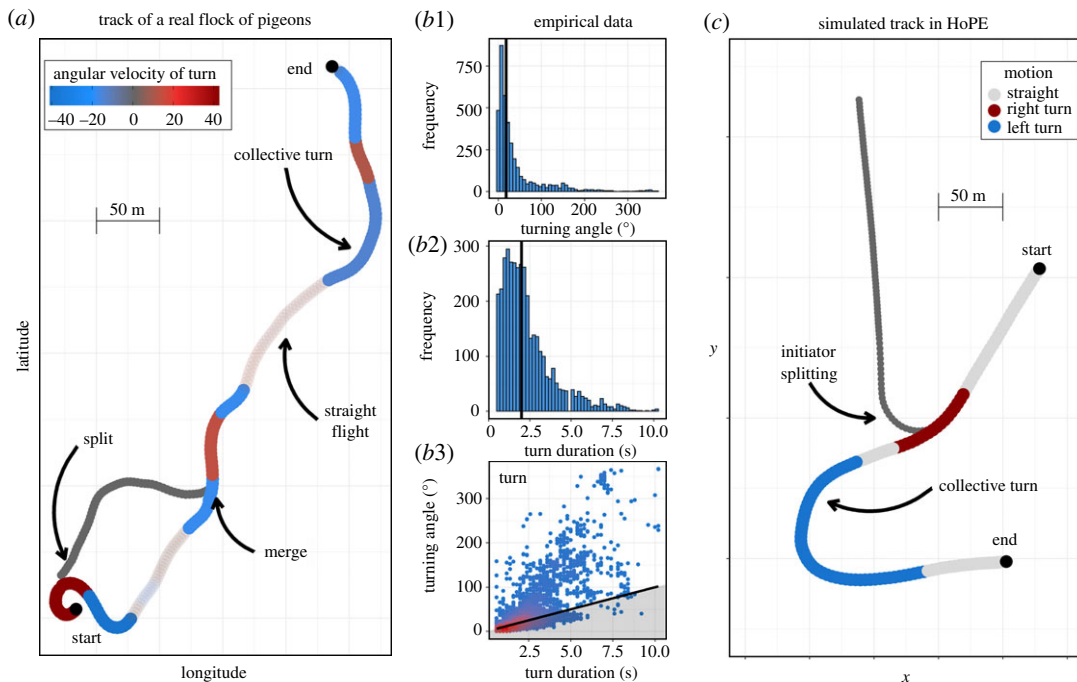 (a)
track of a real flock of pigeons
angular velocity of turn
–40 –20 0 20 40
end
collective turn
50 m
straight
flight
split
merge
start
latitude
longitude
(b1)
empirical data
frequency
750
500
250
0
0 100 200 300
turning angle (°)
(b2)
frequency
300
200
100
0
0 2.5 5.0 7.5 10.0
turn duration (s)
(b3)
turn
turning angle (°)
300
200
100
0
2.5 5.0 7.5 10.0
turn duration (s)
(c)
simulated track in HoPE
motion
straight
right turn
left turn
50 m
start
initiator
splitting
collective turn
end
y
x